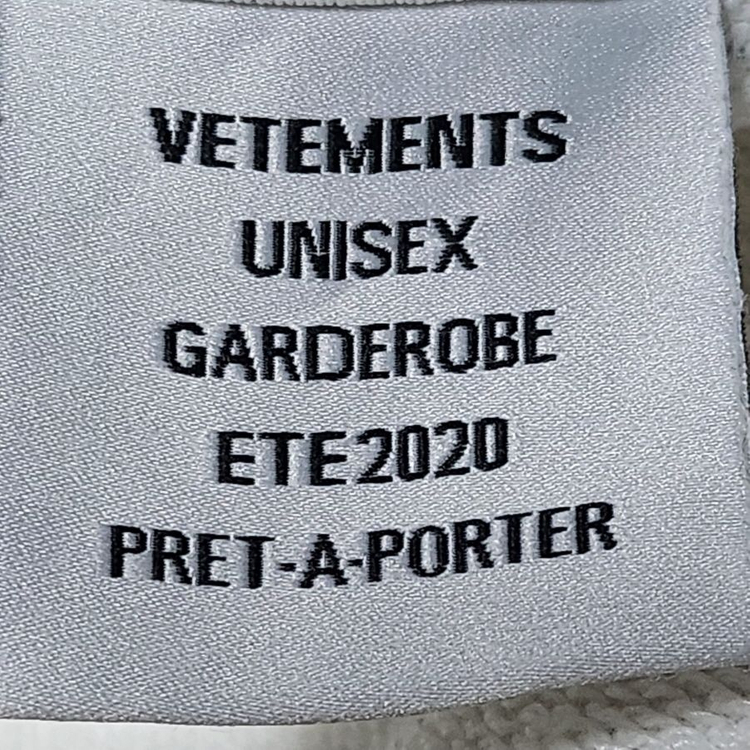 VETEMENTS
UNISEX
GARDEROBE
ETE2020
PRET-A-PORTER